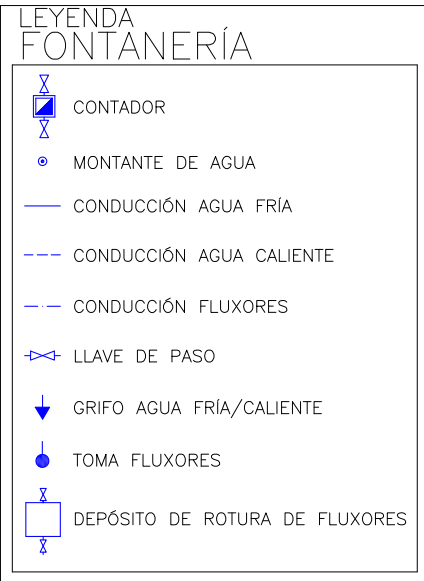 LEYENDA
FONTANERÍA
CONTADOR
MONTANTE DE AGUA
CONDUCCIÓN AGUA FRÍA
CONDUCCIÓN AGUA CALIENTE
CONDUCCIÓN FLUXORES
LLAVE DE PASO
GRIFO AGUA FRÍA/CALIENTE
TOMA FLUXORES
DEPÓSITO DE ROTURA DE FLUXORES